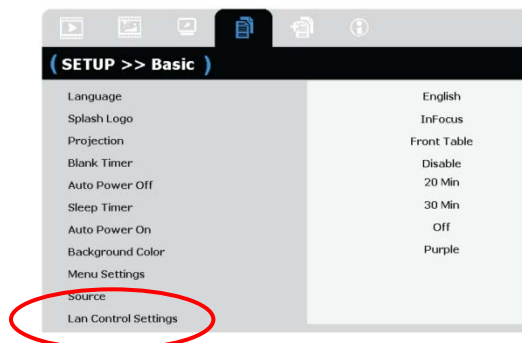 ( SETUP >> Basic )
Language English
Splash Logo InFocus
Projection Front Table
Blank Timer Disable
Auto Power Off 20 Min
Sleep Timer 30 Min
Auto Power On Off
Background Color Purple
Menu Settings
Source
Lan Control Settings